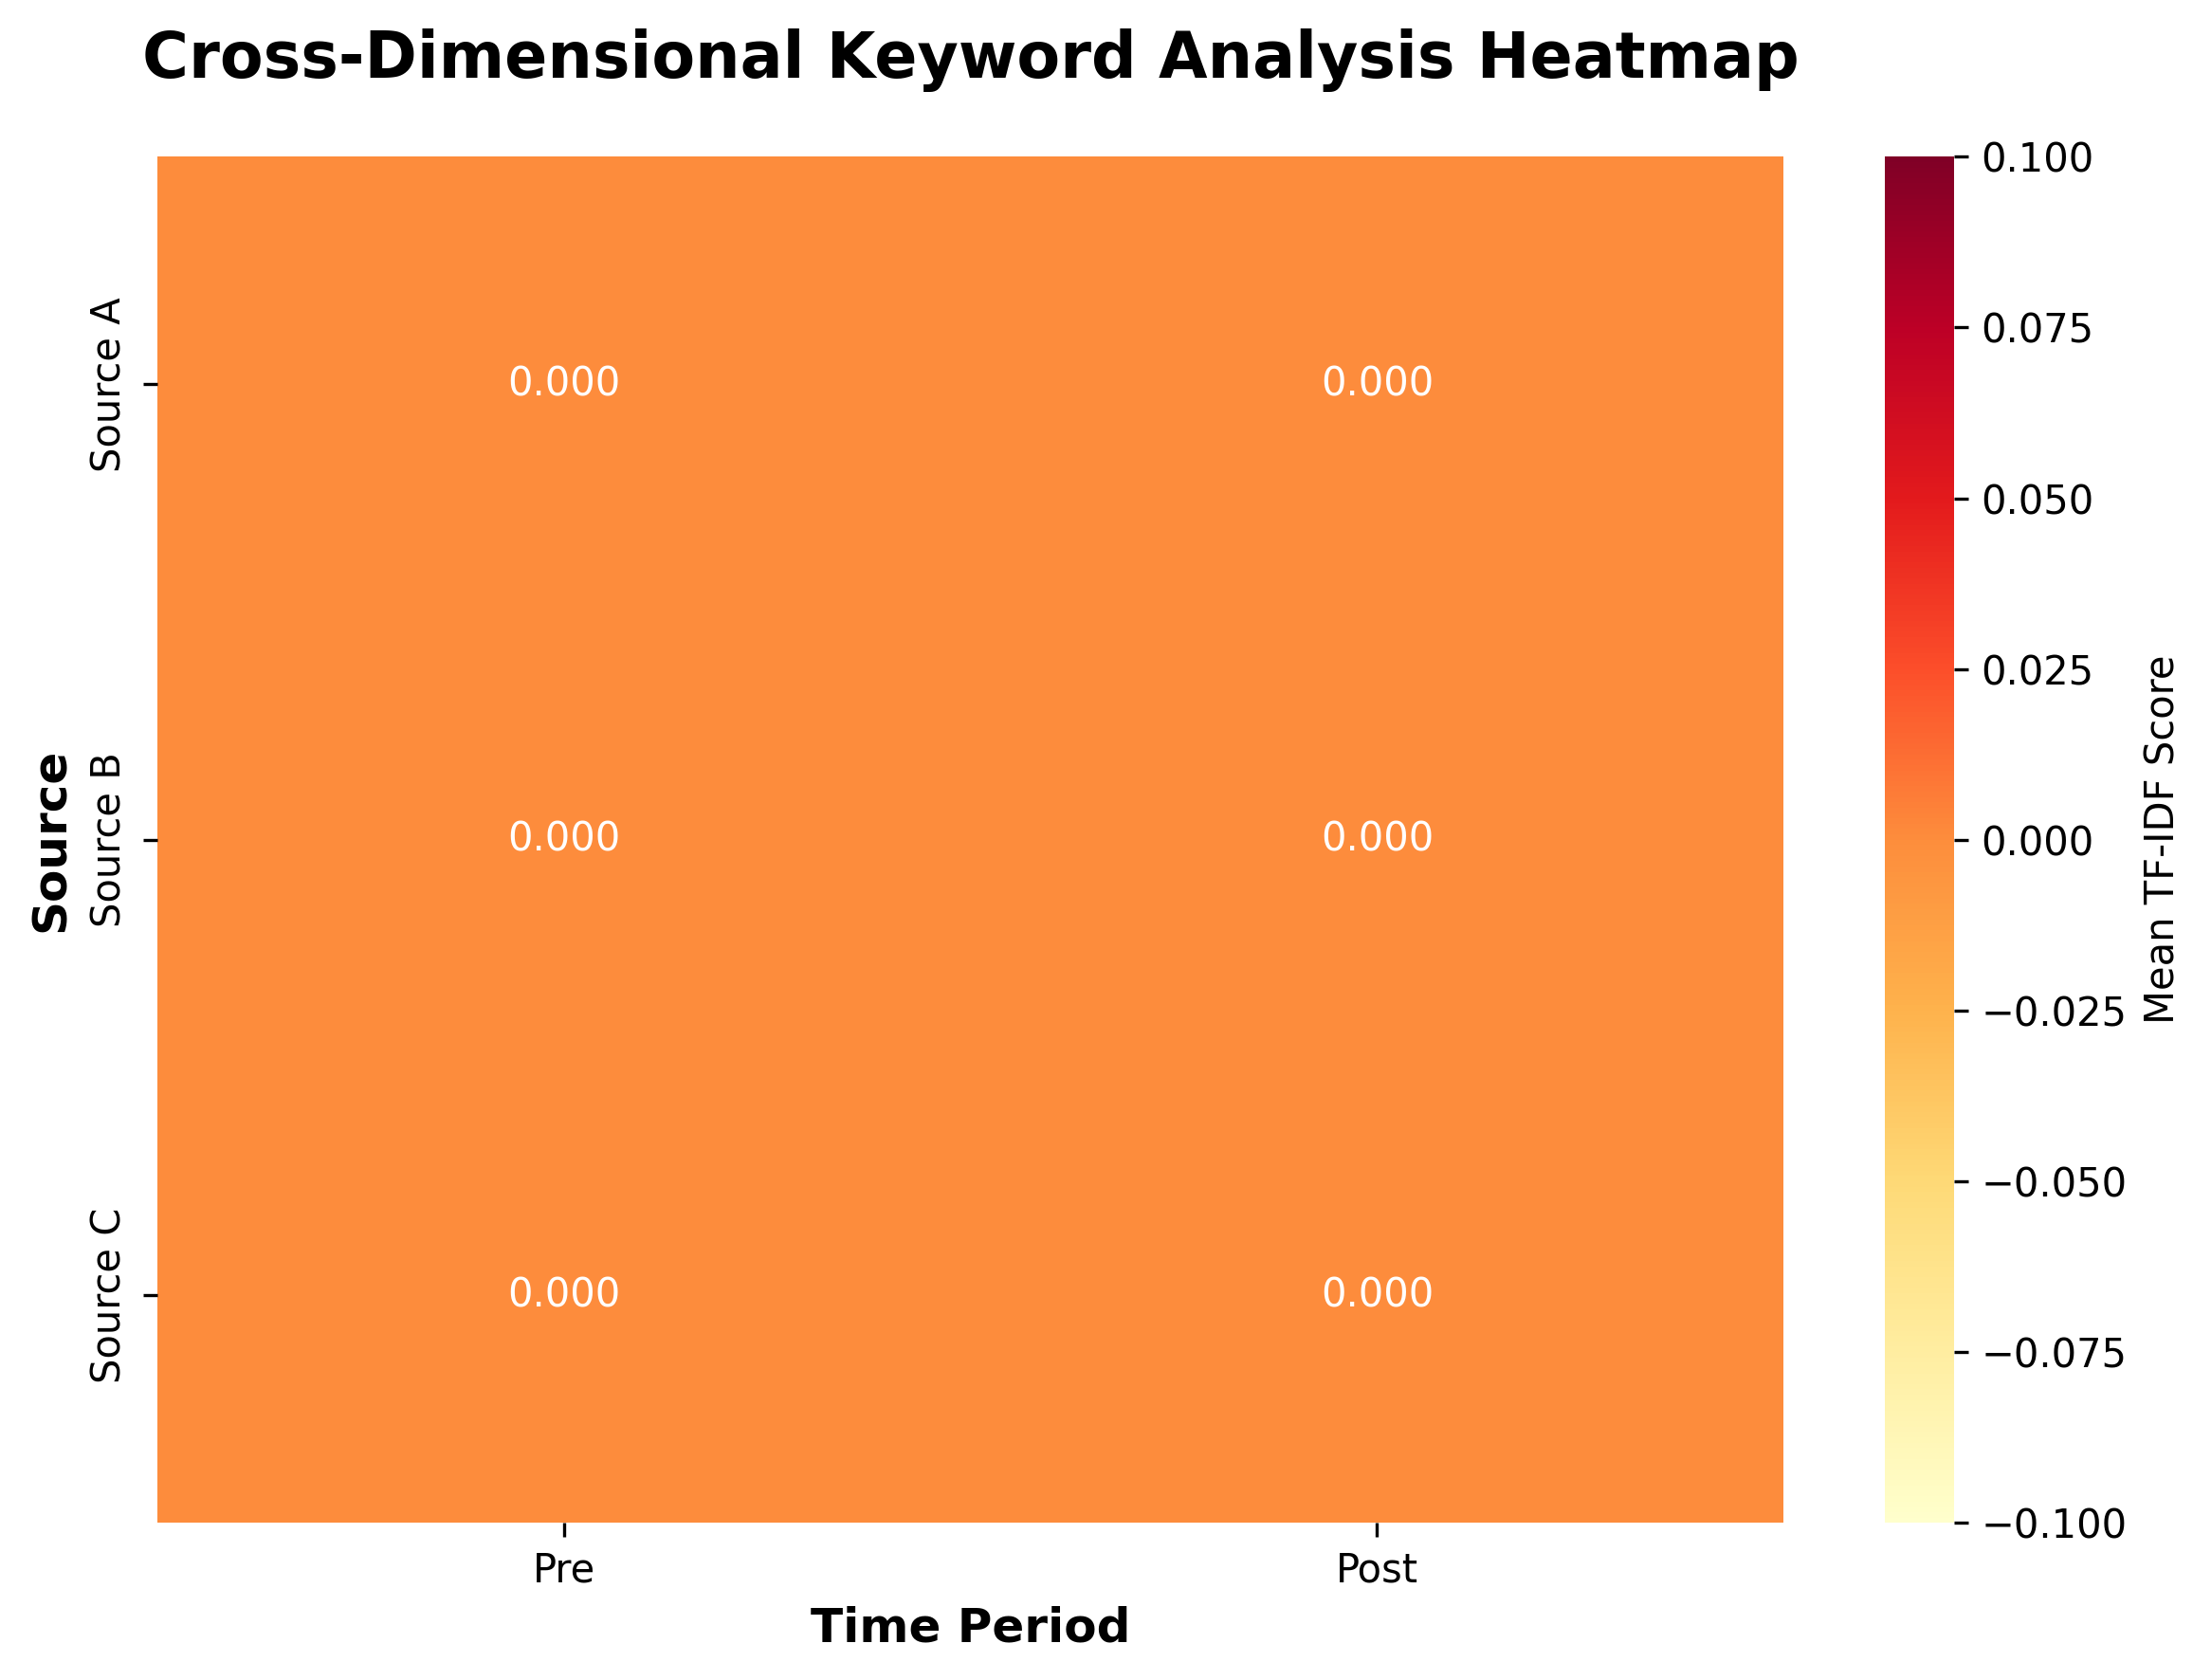 Cross-Dimensional Keyword Analysis Heatmap
Source
Source A
Source B
Source C
0.000 0.000
0.000 0.000
0.000 0.000
Pre Post
Time Period
0.100
0.075
0.050
0.025
0.000
−0.025
−0.050
−0.075
−0.100
Mean TF-IDF Score